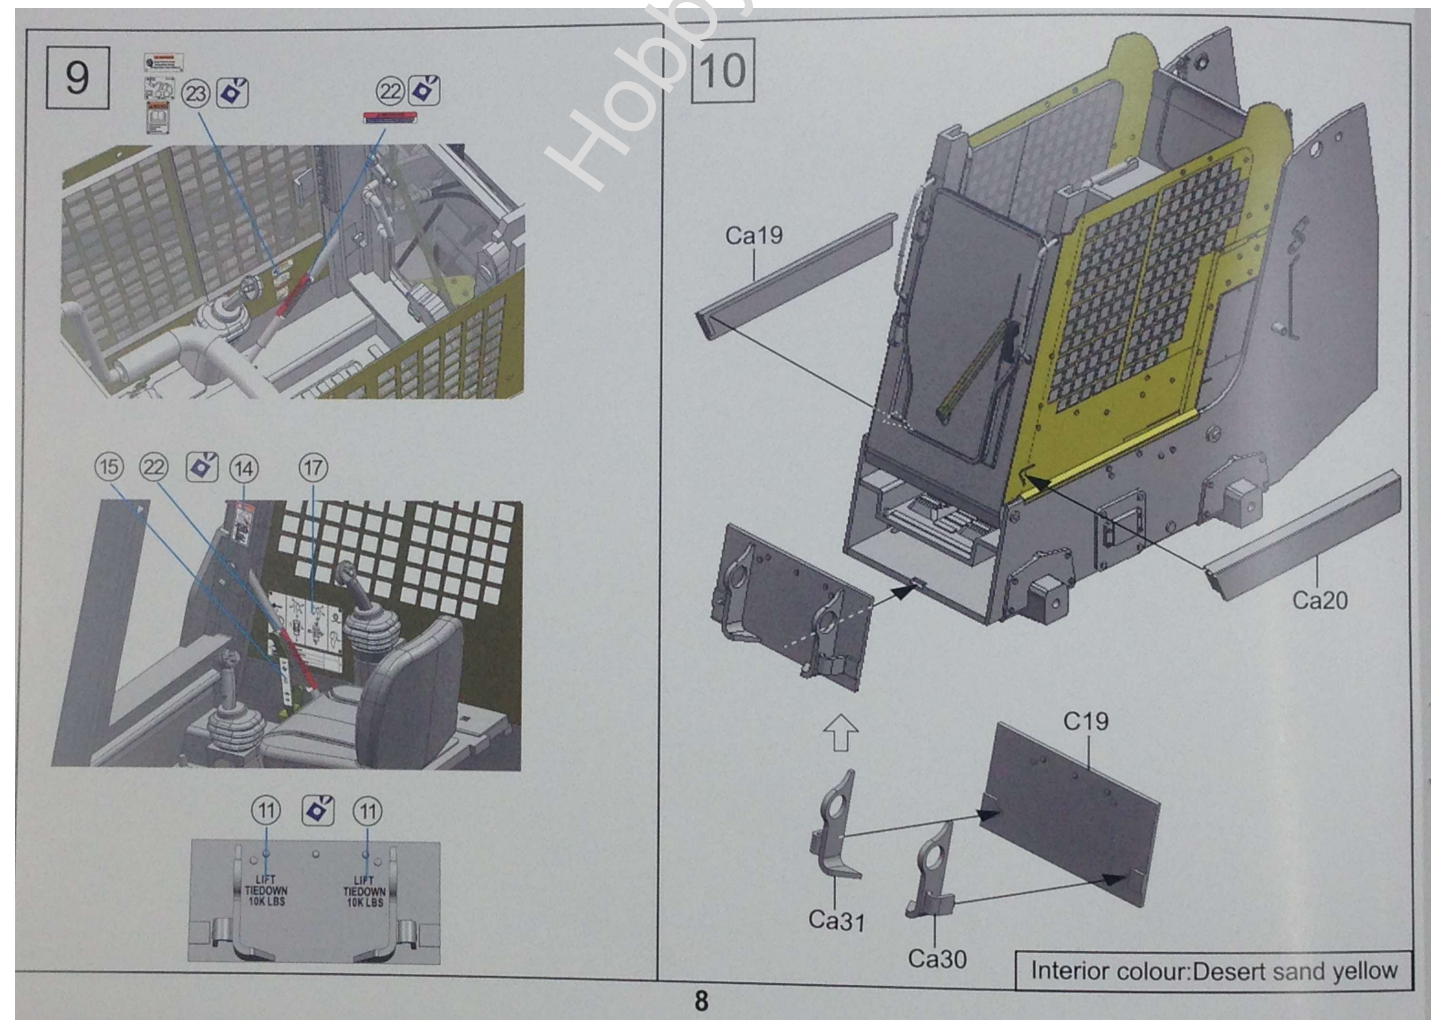 9
23
22
15
22
14
17
11
11
LIFT
TIEDOWN
10K LBS
LIFT
TIEDOWN
10K LBS
Hobby
10
Ca19
Ca20
C19
Ca31
Ca30
Interior colour:Desert sand yellow
8